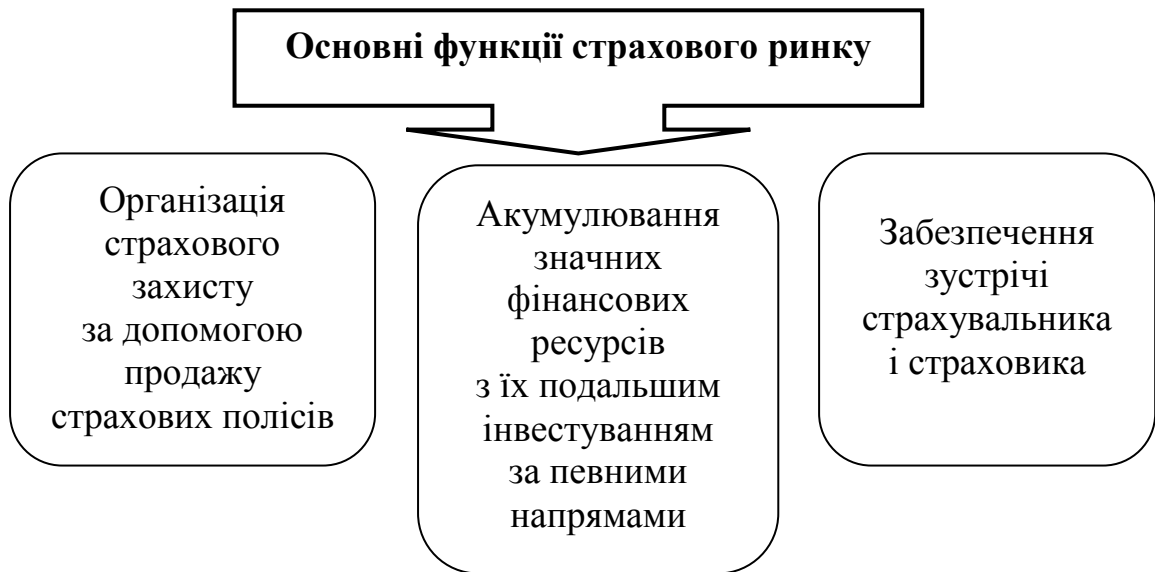 Основні функції страхового ринку
Організація
страхового
захисту
за допомогою
продажу
страхових полісів
Акумулювання
значних
фінансових
ресурсів
з їх подальшим
інвестуванням
за певними
напрямами
Забезпечення
зустрічі
страхувальника
і страховика